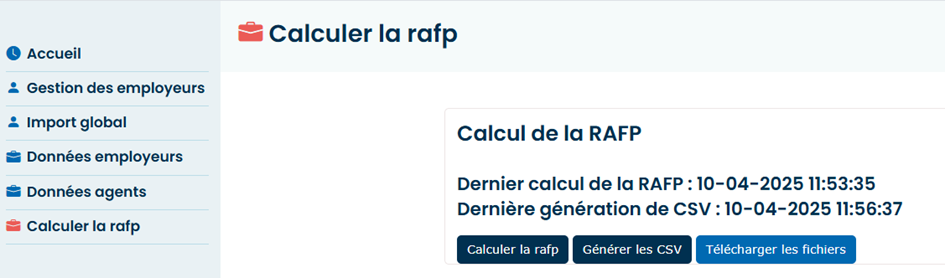 Calculer la rafp
Accueil
Gestion des employeurs
Import global
Données employeurs
Données agents
Calculer la rafp
Calcul de la RAFP
Dernier calcul de la RAFP : 10-04-2025 11:53:35
Dernière génération de CSV : 10-04-2025 11:56:37
Calculer la rafp Générer les CSV Télécharger les fichiers